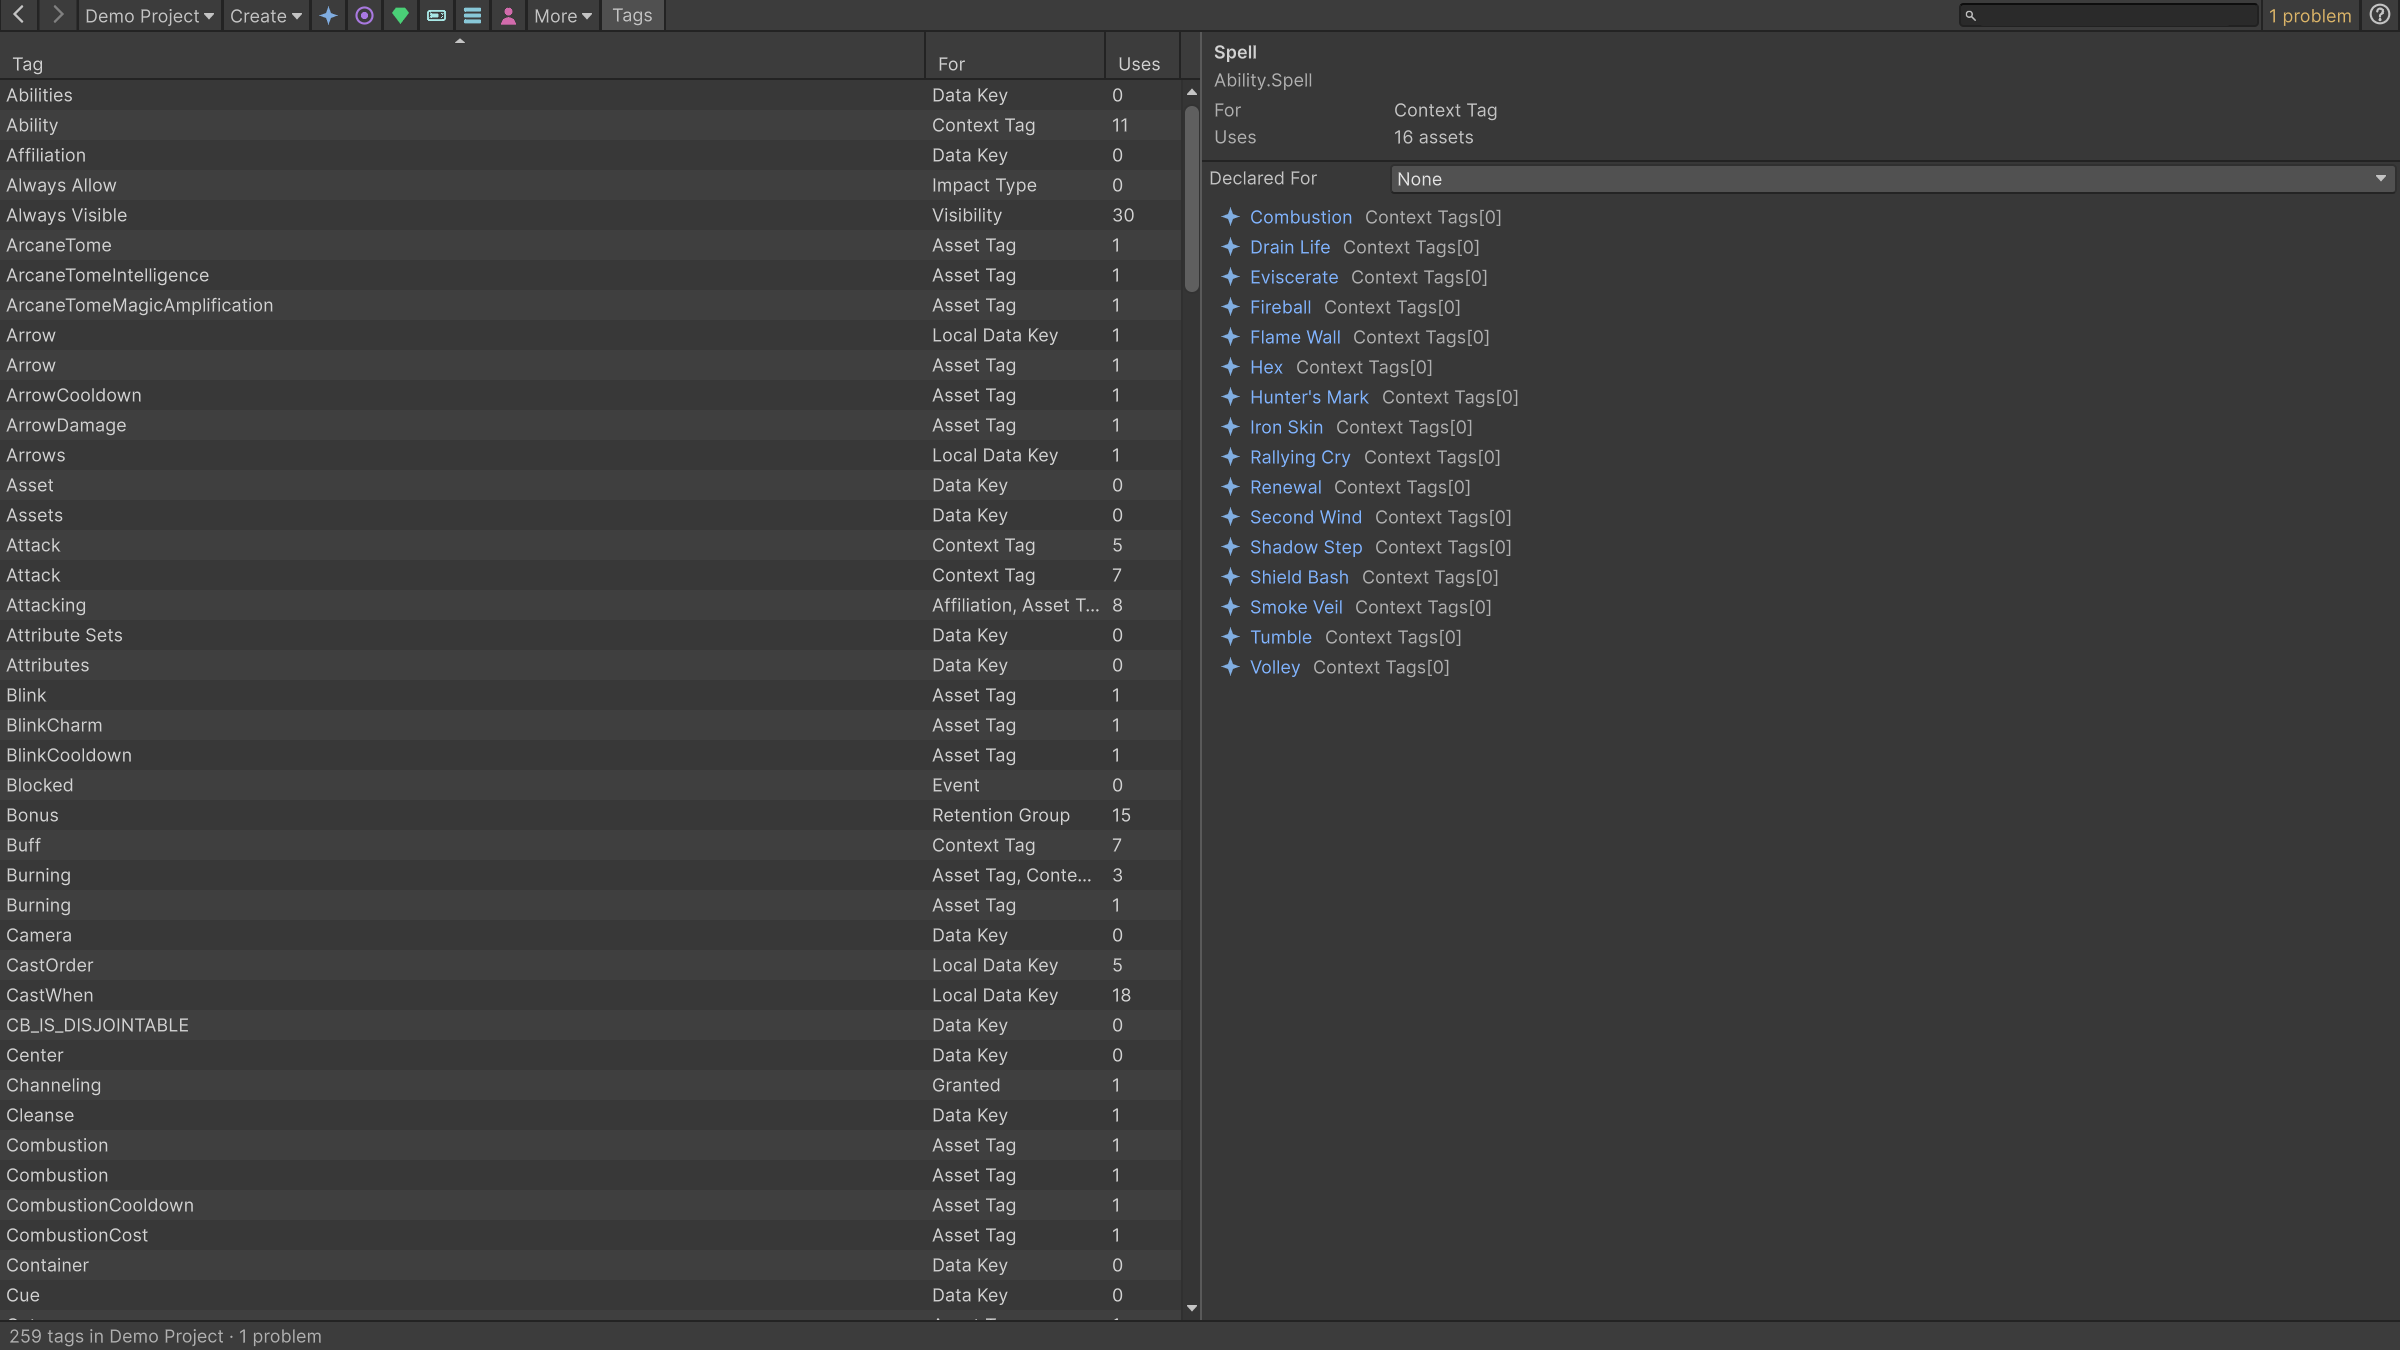 Demo Project Create More Tags 1 problem
Tag For Uses
Abilities Data Key 0
Ability Context Tag 11
Affiliation Data Key 0
Always Allow Impact Type 0
Always Visible Visibility 30
ArcaneTome Asset Tag 1
ArcaneTomeIntelligence Asset Tag 1
ArcaneTomeMagicAmplification Asset Tag 1
Arrow Local Data Key 1
Arrow Asset Tag 1
ArrowCooldown Asset Tag 1
ArrowDamage Asset Tag 1
Arrows Local Data Key 1
Asset Data Key 0
Assets Data Key 0
Attack Context Tag 5
Attack Context Tag 7
Attacking Affiliation, Asset T... 8
Attribute Sets Data Key 0
Attributes Data Key 0
Blink Asset Tag 1
BlinkCharm Asset Tag 1
BlinkCooldown Asset Tag 1
Blocked Event 0
Bonus Retention Group 15
Buff Context Tag 7
Burning Asset Tag, Conte... 3
Burning Asset Tag 1
Camera Data Key 0
CastOrder Local Data Key 5
CastWhen Local Data Key 18
CB_IS_DISJOINTABLE Data Key 0
Center Data Key 0
Channeling Granted 1
Cleanse Data Key 1
Combustion Asset Tag 1
Combustion Asset Tag 1
CombustionCooldown Asset Tag 1
CombustionCost Asset Tag 1
Container Data Key 0
Cue Data Key 0
Spell
Ability.Spell
For Context Tag
Uses 16 assets
Declared For None
Combustion Context Tags[0]
Drain Life Context Tags[0]
Eviscerate Context Tags[0]
Fireball Context Tags[0]
Flame Wall Context Tags[0]
Hex Context Tags[0]
Hunter's Mark Context Tags[0]
Iron Skin Context Tags[0]
Rallying Cry Context Tags[0]
Renewal Context Tags[0]
Second Wind Context Tags[0]
Shadow Step Context Tags[0]
Shield Bash Context Tags[0]
Smoke Veil Context Tags[0]
Tumble Context Tags[0]
Volley Context Tags[0]
259 tags in Demo Project · 1 problem